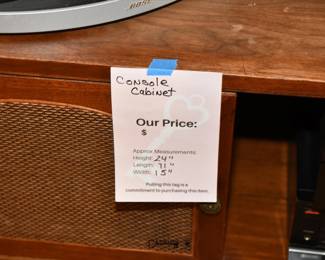 BOSE
Console
Cabinet
Our Price:
$
Approx Measurements:
Height: 24"
Length: 71"
Width: 15"
Pulling this tag is a
commitment to purchasing this item.